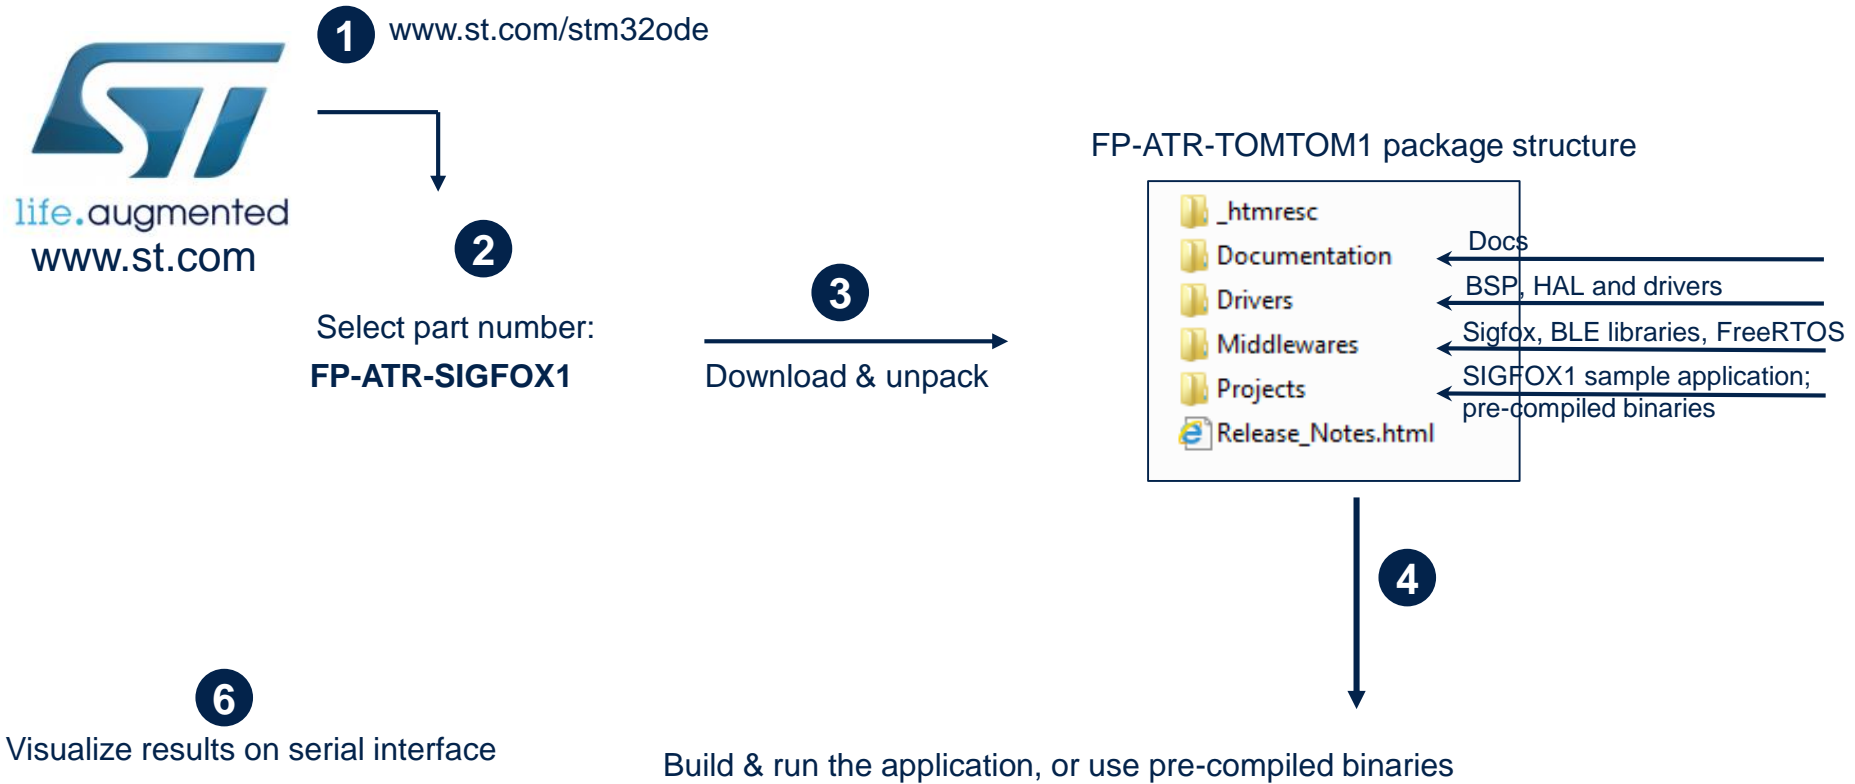 1 www.st.com/stm32ode
ST
life.augmented
www.st.com
2
Select part number:
FP-ATR-SIGFOX1
3
Download & unpack
FP-ATR-TOMTOM1 package structure
_htmresc
Documentation
Docs
Drivers
BSP, HAL and drivers
Middlewares
Sigfox, BLE libraries, FreeRTOS
Projects
SIGFOX1 sample application;
pre-compiled binaries
Release_Notes.html
4
Build & run the application, or use pre-compiled binaries
6
Visualize results on serial interface